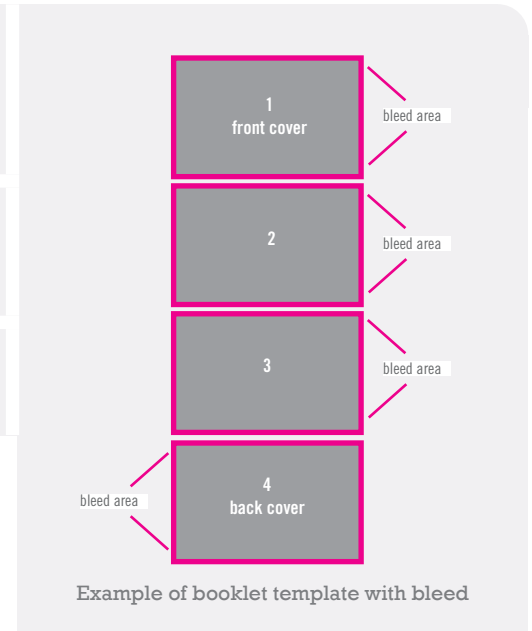 1
front cover
bleed area
2
bleed area
3
bleed area
4
back cover
bleed area
Example of booklet template with bleed